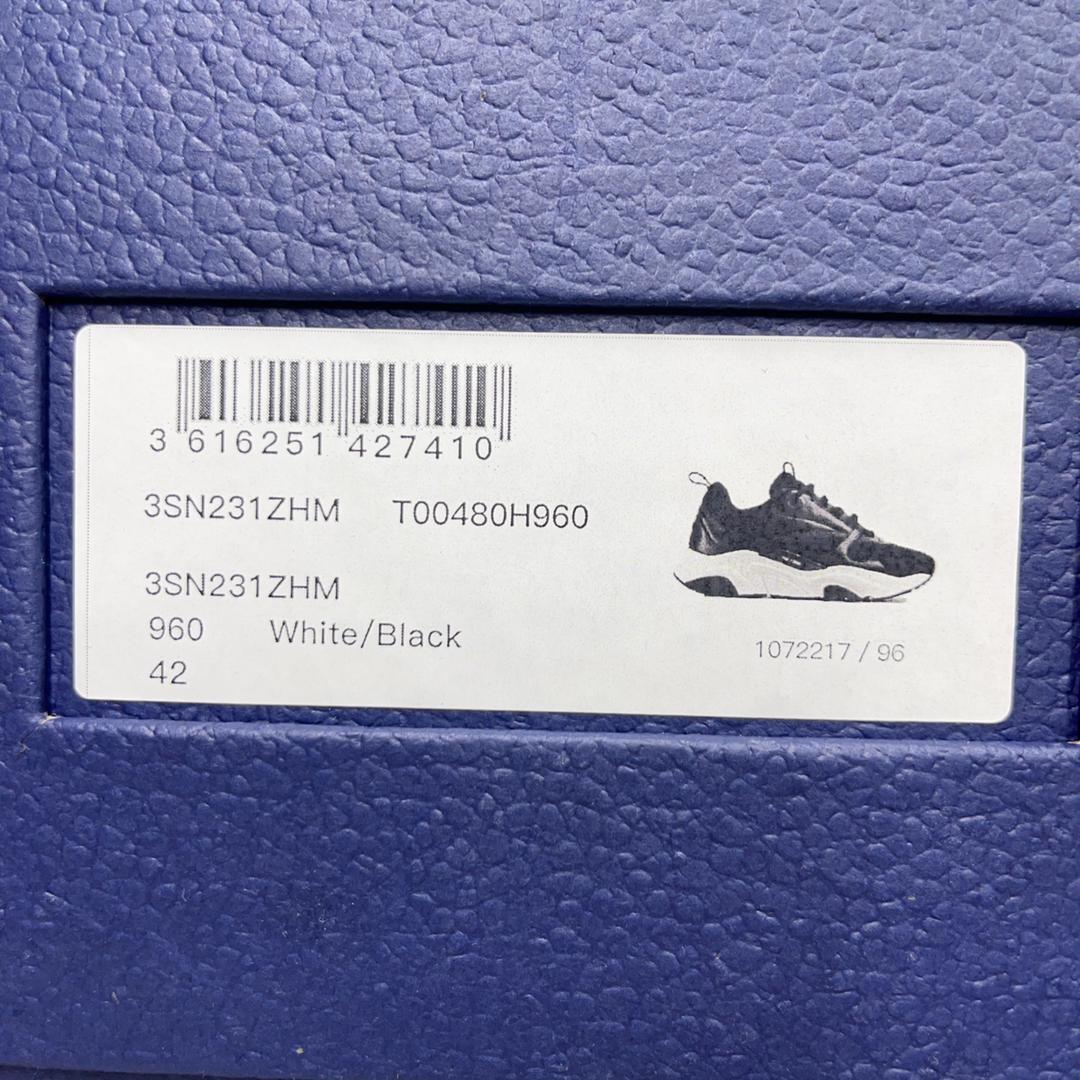 3 616251 427410
3SN231ZHM T00480H960
3SN231ZHM
960 White/Black
42
1072217 / 96